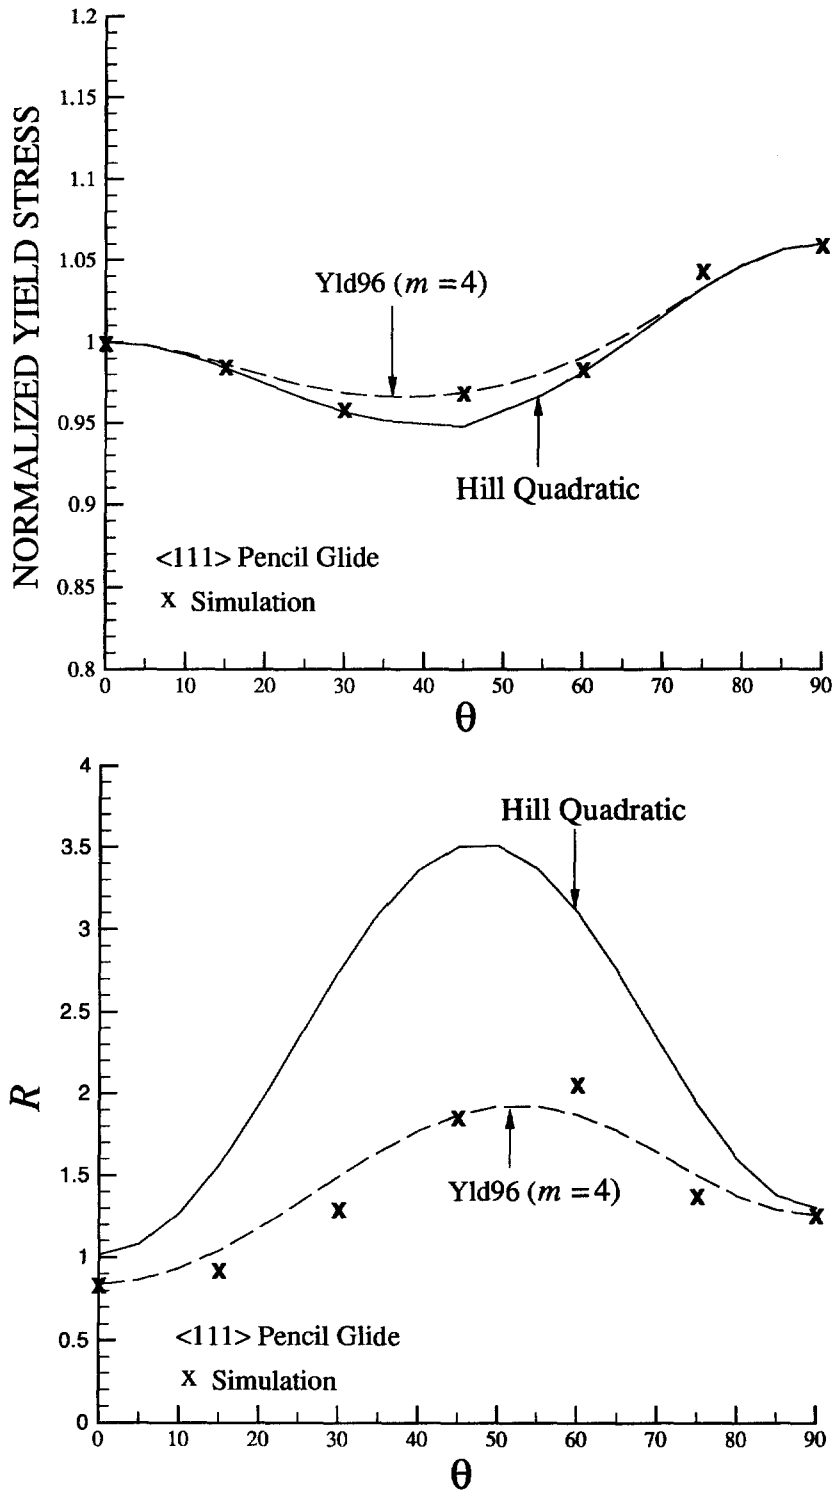 1.2
1.15
1.1
1.05
1
0.95
0.9
0.85
0.8
NORMALIZED YIELD STRESS
Yld96 (m = 4)
Hill Quadratic
<111> Pencil Glide
x Simulation
0 10 20 30 40 50 60 70 80 90
θ
4
3.5
3
2.5
2
1.5
1
0.5
0
R
Hill Quadratic
Yld96 (m = 4)
<111> Pencil Glide
x Simulation
0 10 20 30 40 50 60 70 80 90
θ